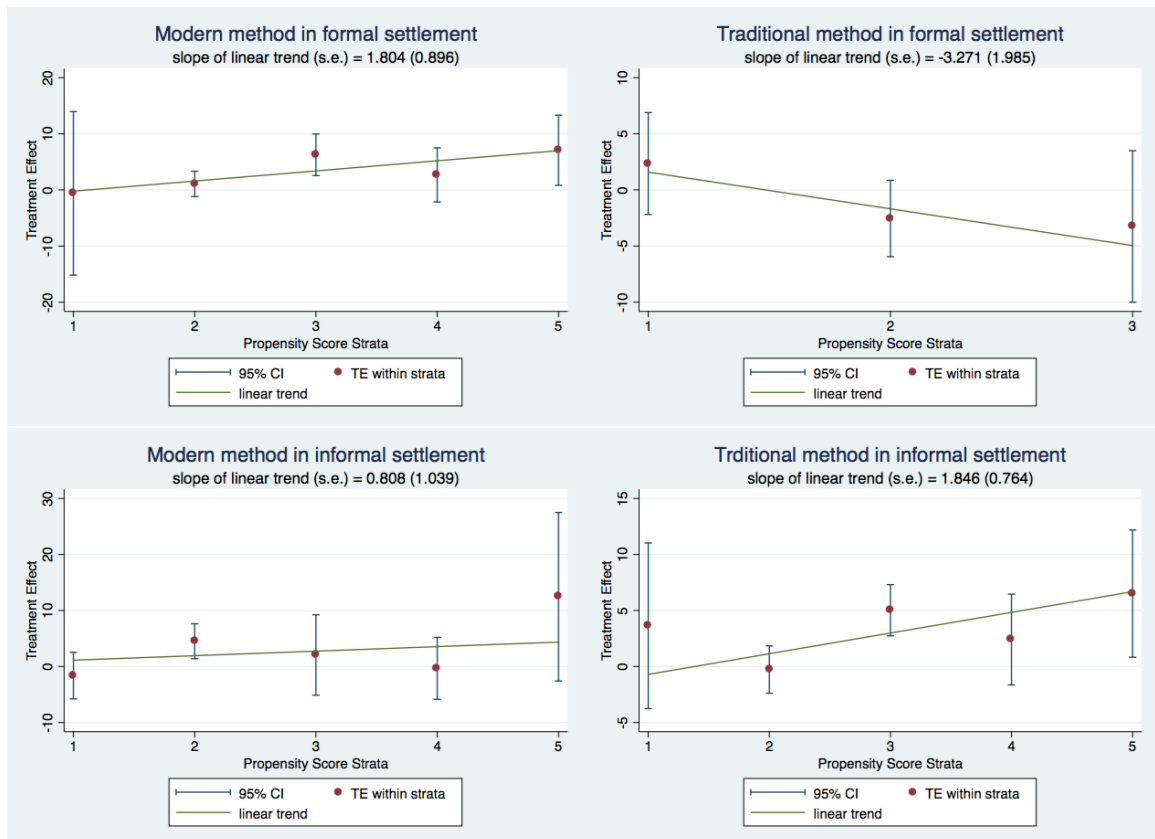 Modern method in formal settlement
slope of linear trend (s.e.) = 1.804 (0.896)
20
10
0
-10
-20
Treatment Effect
1 2 3 4 5
Propensity Score Strata
95% CI TE within strata
linear trend
Traditional method in formal settlement
slope of linear trend (s.e.) = -3.271 (1.985)
10
5
0
-5
-10
Treatment Effect
1 2 3
Propensity Score Strata
95% CI TE within strata
linear trend
Modern method in informal settlement
slope of linear trend (s.e.) = 0.808 (1.039)
30
20
10
0
-10
Treatment Effect
1 2 3 4 5
Propensity Score Strata
95% CI TE within strata
linear trend
Trditional method in informal settlement
slope of linear trend (s.e.) = 1.846 (0.764)
15
10
5
0
-5
Treatment Effect
1 2 3 4 5
Propensity Score Strata
95% CI TE within strata
linear trend